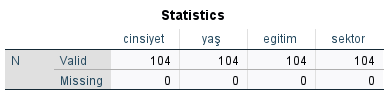 Statistics
cinsiyet yaş egitim sektor
N Valid 104 104 104 104
Missing 0 0 0 0